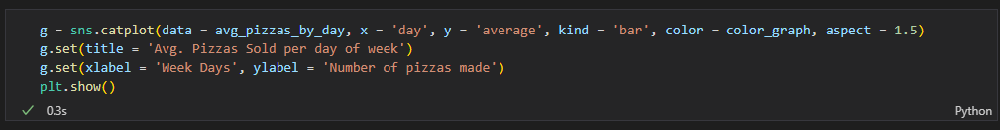 g = sns.catplot(data = avg_pizzas_by_day, x = 'day', y = 'average', kind = 'bar', color = color_graph, aspect = 1.5)
g.set(title = 'Avg. Pizzas Sold per day of week')
g.set(xlabel = 'Week Days', ylabel = 'Number of pizzas made')
plt.show()
0.3s Python